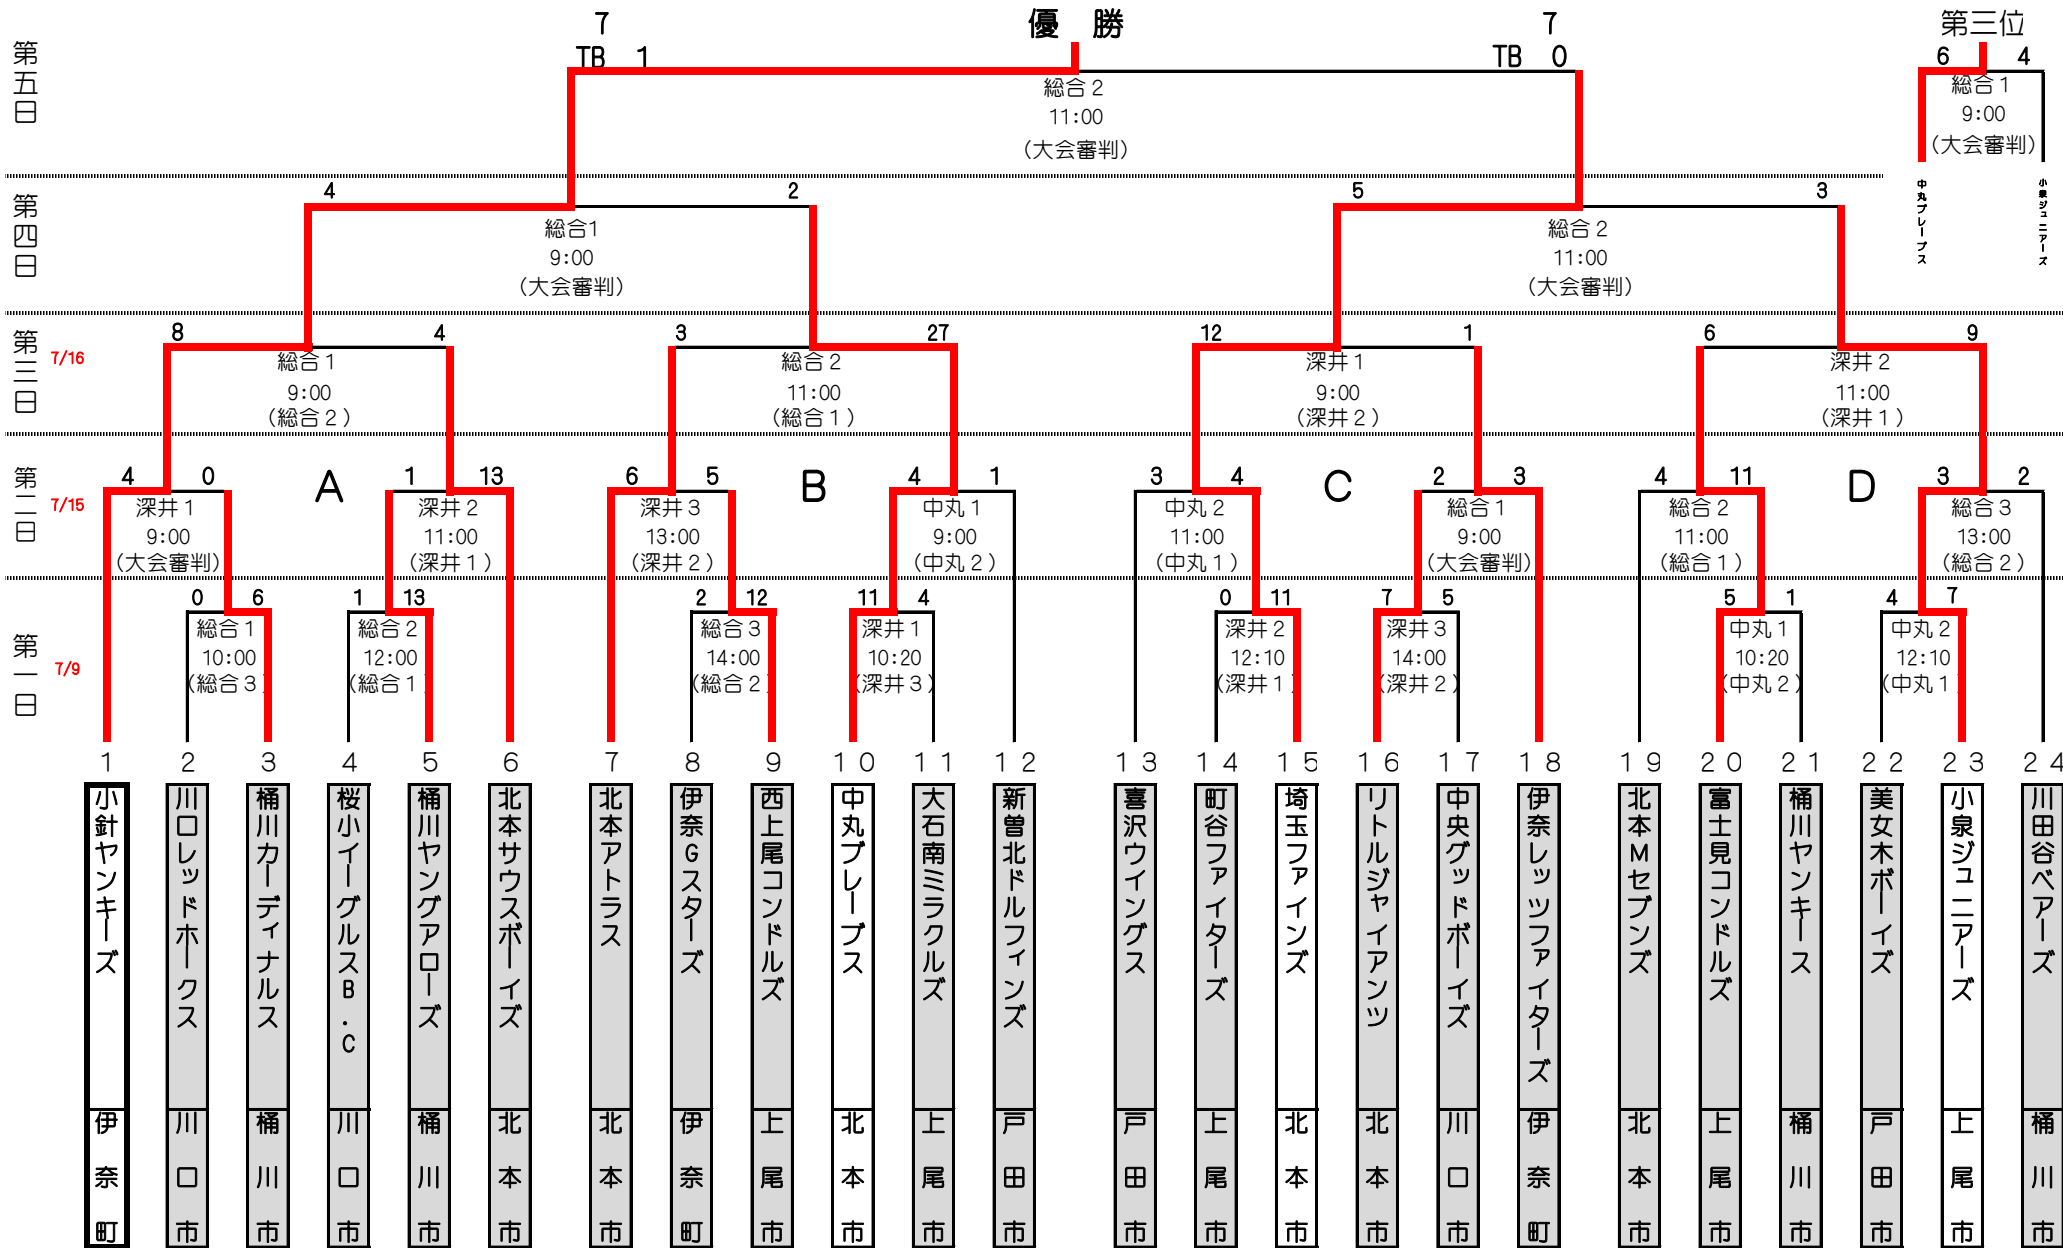 優 勝
7
TB 1
7
TB 0
第五日
総合2
11:00
(大会審判)
第三位
6 4
総合1
9:00
(大会審判)
中丸ブレーブス
小泉ジュニアーズ
第四日
4 2
総合1
9:00
(大会審判)
5 3
総合2
11:00
(大会審判)
第三日
7/16
8 4
総合1
9:00
(総合2)
3 27
総合2
11:00
(総合1)
12 1
深井1
9:00
(深井2)
6 9
深井2
11:00
(深井1)
第二日
7/15
A
B
C
D
4 0
深井1
9:00
(大会審判)
1 13
深井2
11:00
(深井1)
6 5
深井3
13:00
(深井2)
4 1
中丸1
9:00
(中丸2)
3 4
中丸2
11:00
(中丸1)
2 3
総合1
9:00
(大会審判)
4 11
総合2
11:00
(総合1)
3 2
総合3
13:00
(総合2)
第一日
7/9
0 6
総合1
10:00
(総合3)
1 13
総合2
12:00
(総合1)
2 12
総合3
14:00
(総合2)
11 4
深井1
10:20
(深井3)
0 11
深井2
12:10
(深井1)
7 5
深井3
14:00
(深井2)
5 1
中丸1
10:20
(中丸2)
4 7
中丸2
12:10
(中丸1)
1 2 3 4 5 6 7 8 9 10 11 12 13 14 15 16 17 18 19 20 21 22 23 24
小針ヤンキーズ
伊奈町
川口レッドホークス
川口市
桶川カーディナルス
桶川市
桜小イーグルスB.C
川口市
桶川ヤングアローズ
桶川市
北本サウスボーイズ
北本市
北本アトラス
北本市
伊奈Gスターズ
伊奈町
西上尾コンドルズ
上尾市
中丸ブレーブス
北本市
大石南ミラクルズ
上尾市
新曽北ドルフィンズ
戸田市
喜沢ウイングス
戸田市
町谷ファイターズ
上尾市
埼玉ファインズ
北本市
リトルジャイアンツ
北本市
中央グッドボーイズ
川口市
伊奈レッツファイターズ
伊奈町
北本Mセブンズ
北本市
富士見コンドルズ
上尾市
桶川ヤンキース
桶川市
美女木ボーイズ
戸田市
小泉ジュニアーズ
上尾市
川田谷ベアーズ
桶川市